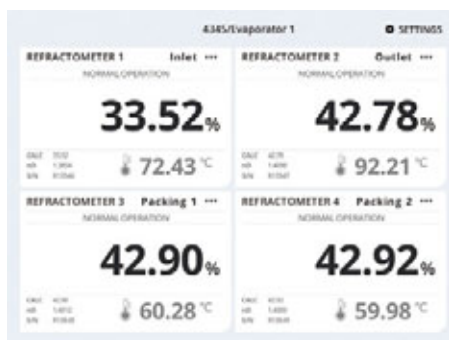 4345/Evaporator 1 SETTINGS
REFRACTOMETER 1 Inlet ···
NORMAL OPERATION
33.52%
72.43 °C
REFRACTOMETER 2 Outlet ···
NORMAL OPERATION
42.78%
92.21 °C
REFRACTOMETER 3 Packing 1 ···
NORMAL OPERATION
42.90%
60.28 °C
REFRACTOMETER 4 Packing 2 ···
NORMAL OPERATION
42.92%
59.98 °C